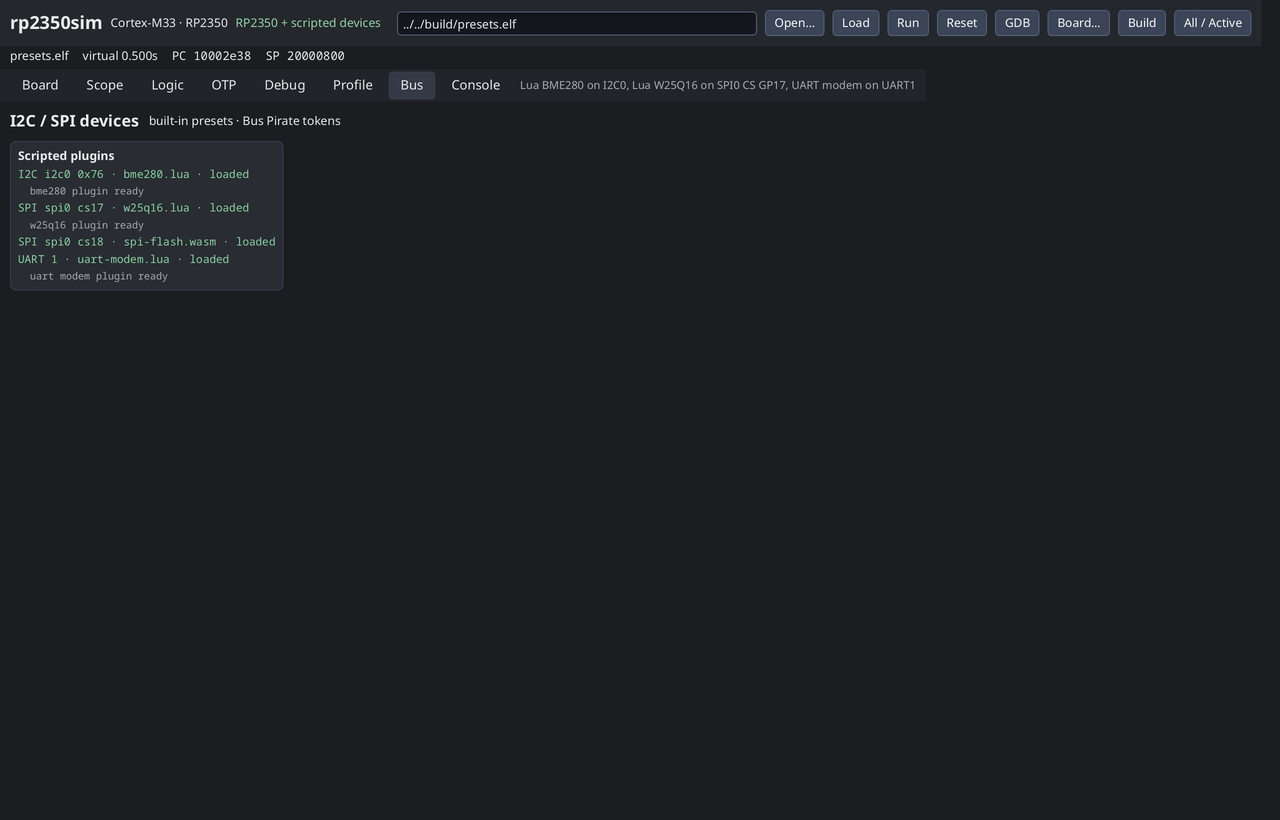 rp2350sim Cortex-M33 · RP2350 RP2350 + scripted devices ../../build/presets.elf Open... Load Run Reset GDB Board... Build All / Active
presets.elf virtual 0.500s PC 10002e38 SP 20000800
Board Scope Logic OTP Debug Profile Bus Console Lua BME280 on I2C0, Lua W25Q16 on SPI0 CS GP17, UART modem on UART1
I2C / SPI devices built-in presets · Bus Pirate tokens
Scripted plugins
I2C i2c0 0x76 · bme280.lua · loaded
bme280 plugin ready
SPI spi0 cs17 · w25q16.lua · loaded
w25q16 plugin ready
SPI spi0 cs18 · spi-flash.wasm · loaded
UART 1 · uart-modem.lua · loaded
uart modem plugin ready